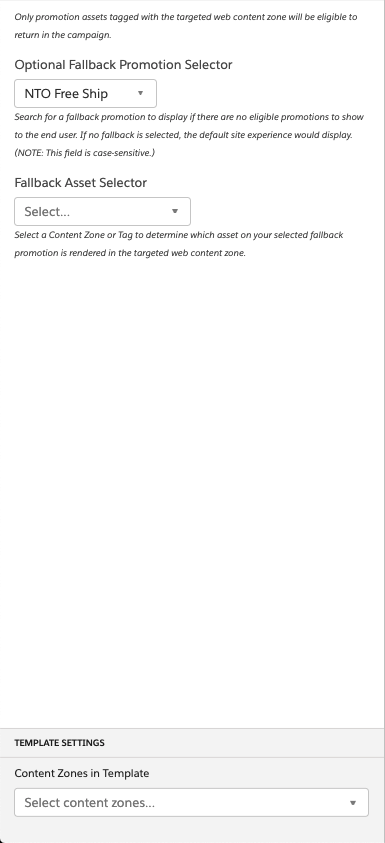 Only promotion assets tagged with the targeted web content zone will be eligible to
return in the campaign.
Optional Fallback Promotion Selector
NTO Free Ship
Search for a fallback promotion to display if there are no eligible promotions to show
to the end user. If no fallback is selected, the default site experience would display.
(NOTE: This field is case-sensitive.)
Fallback Asset Selector
Select...
Select a Content Zone or Tag to determine which asset on your selected fallback
promotion is rendered in the targeted web content zone.
TEMPLATE SETTINGS
Content Zones in Template
Select content zones...